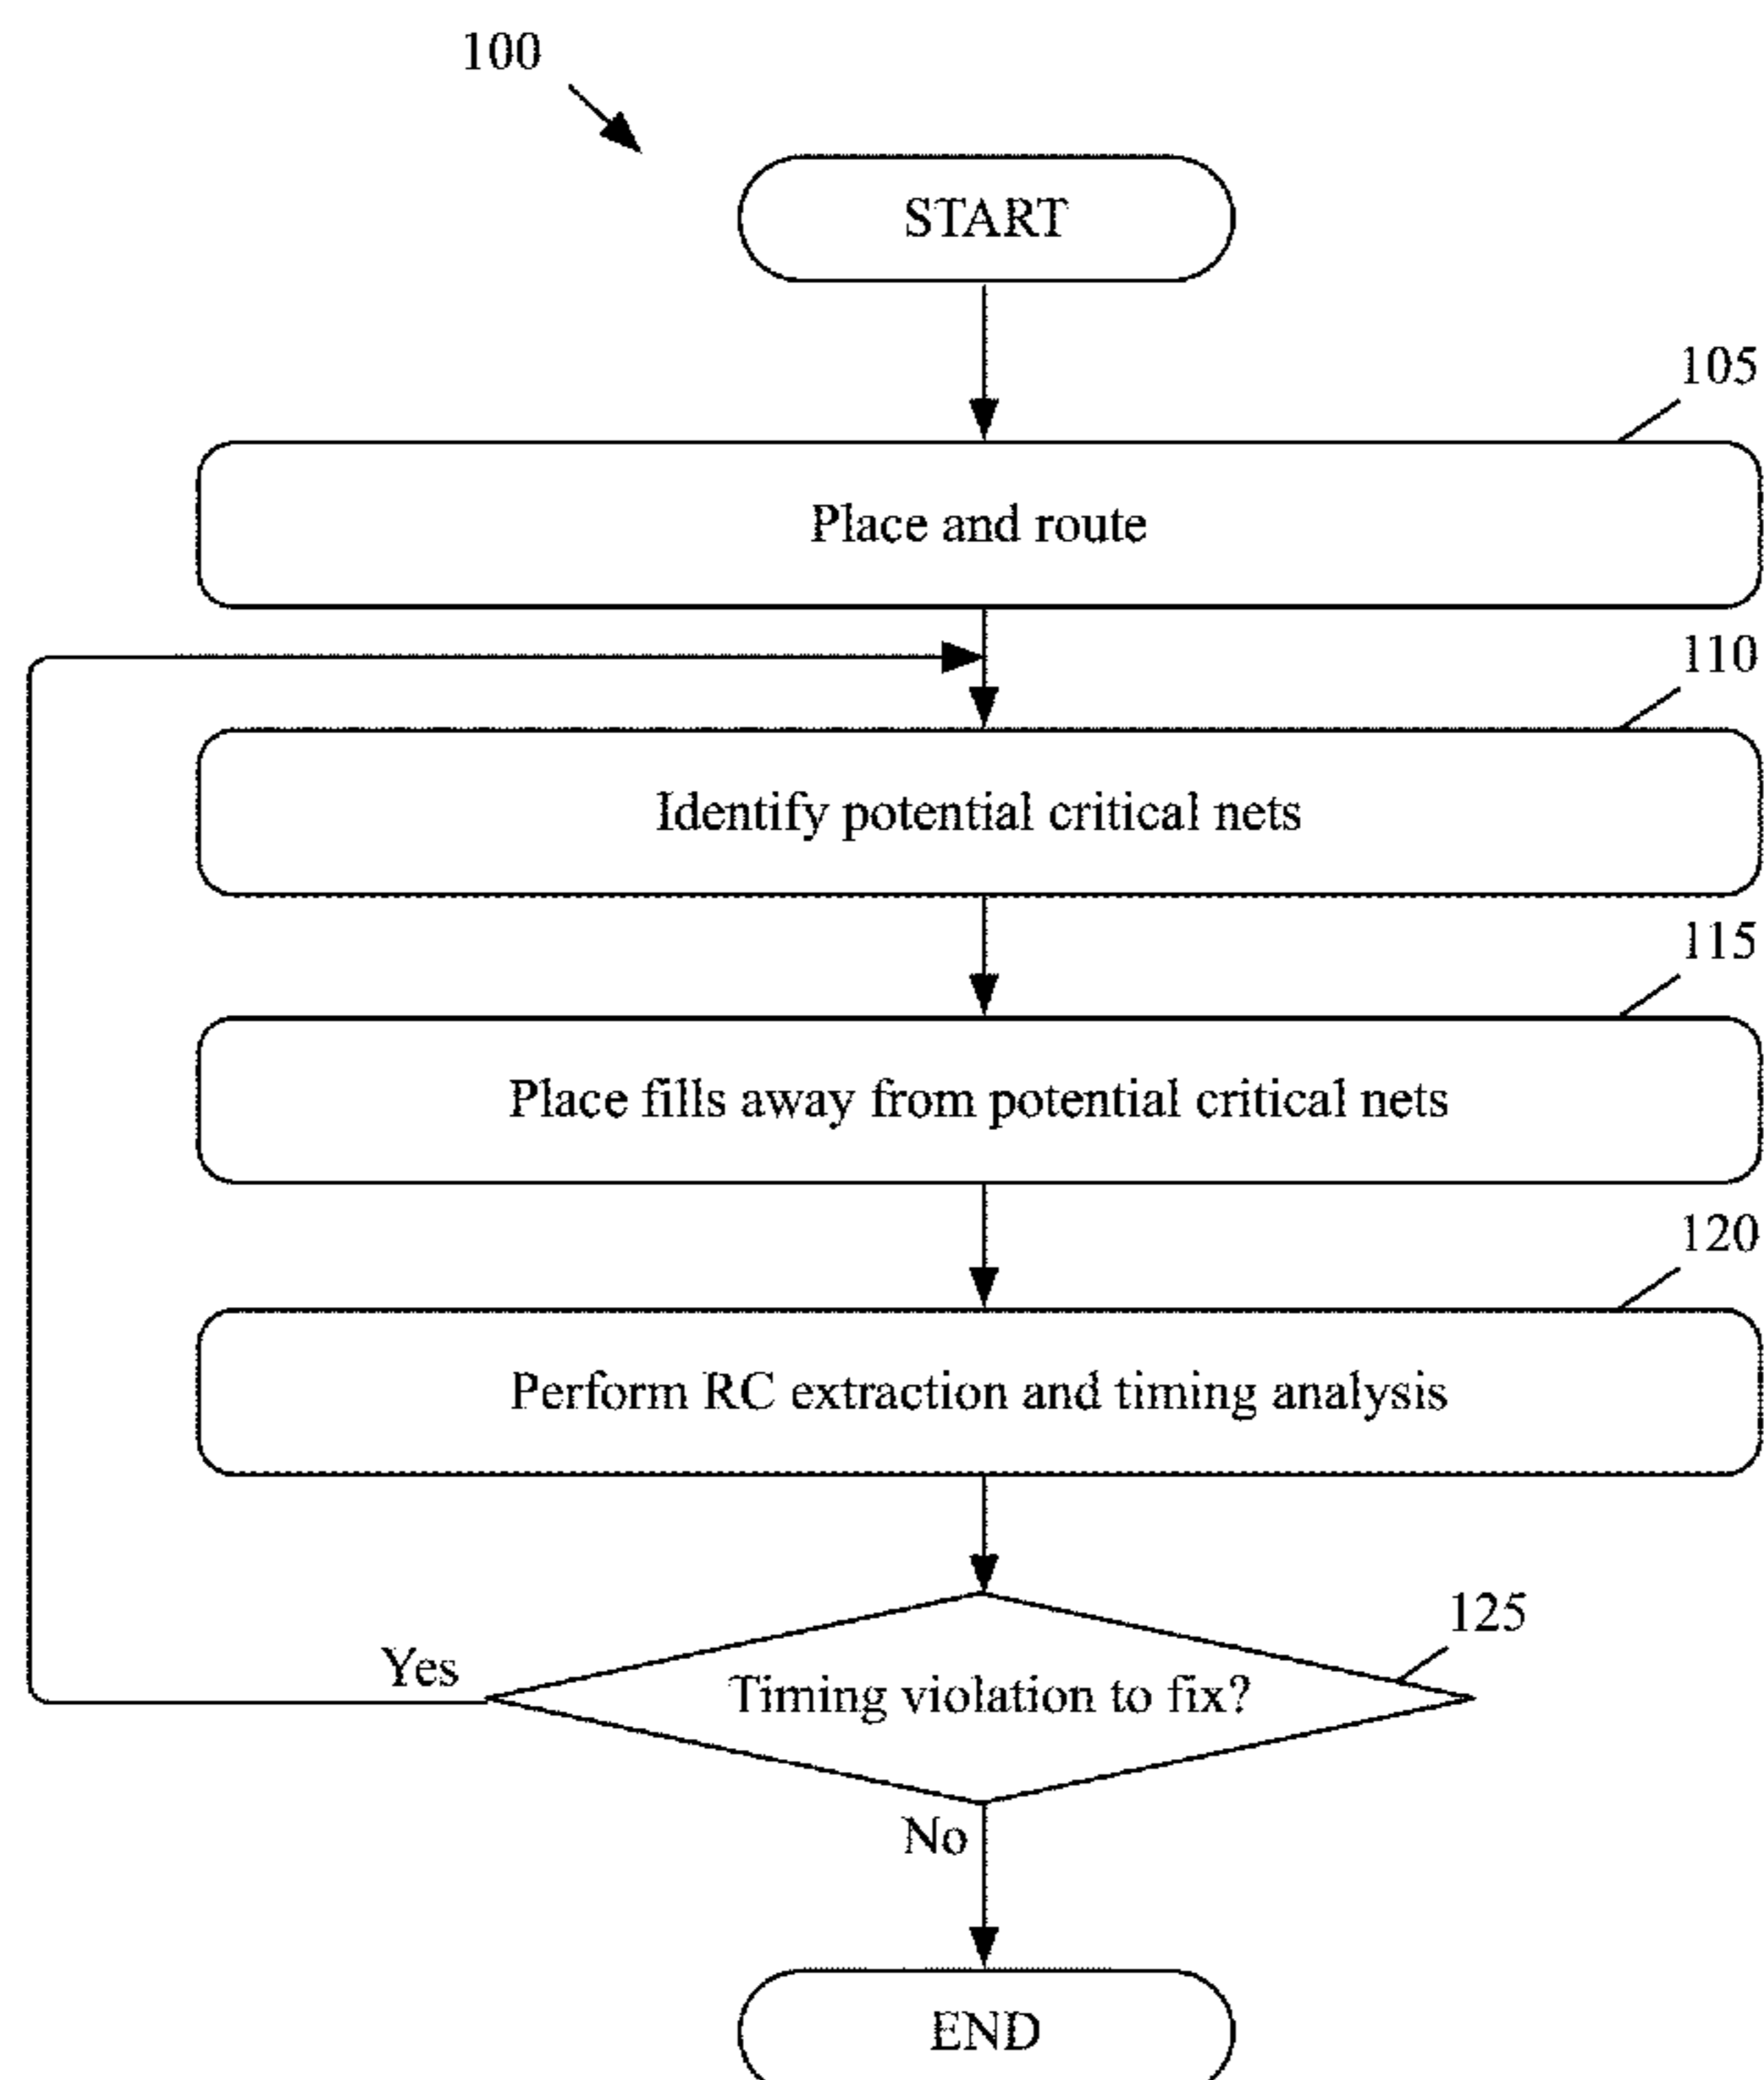 100
START
105
Place and route
110
Identify potential critical nets
115
Place fills away from potential critical nets
120
Perform RC extraction and timing analysis
125
Yes
Timing violation to fix?
No
END